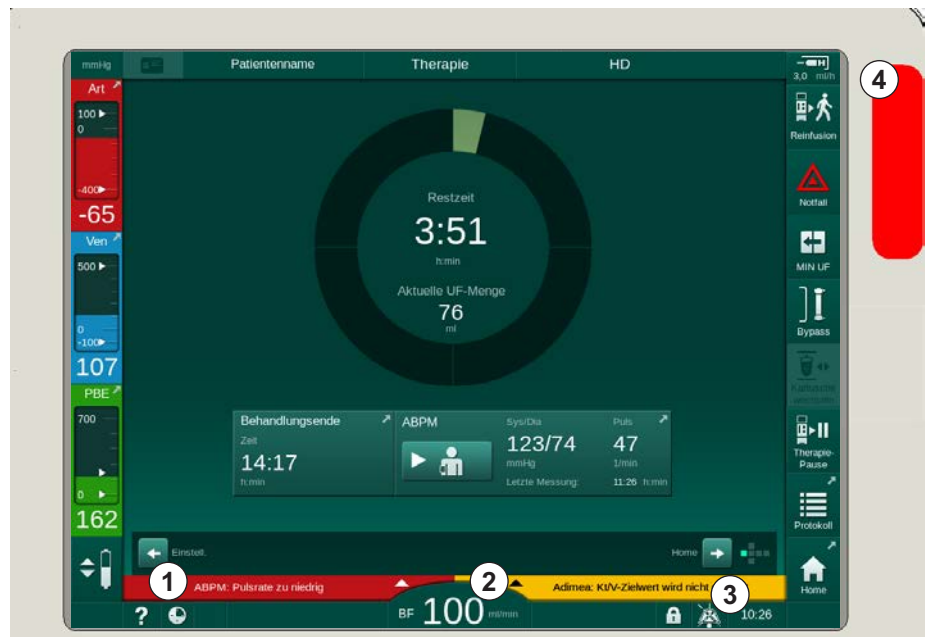 mmHg
Patientenname
Therapie
HD
3,0 ml/h
Art
100
0
-400
-65
Ven
500
0
-100
107
PBE
700
0
162
Restzeit
3:51
h:min
Aktuelle UF-Menge
76
ml
Behandlungsende
Zeit
14:17
h:min
ABPM
Sys/Dia
Puls
123/74
47
mmHg
1/min
Letzte Messung:
11:26 h:min
Einstell.
Home
ABPM: Pulsrate zu niedrig
Adimea: Kt/V-Zielwert wird nicht
?
BF 100 ml/min
10:26
Reinfusion
Notfall
MIN UF
Bypass
Kartusche
wechseln
Therapie-
Pause
Protokoll
Home
1
2
3
4